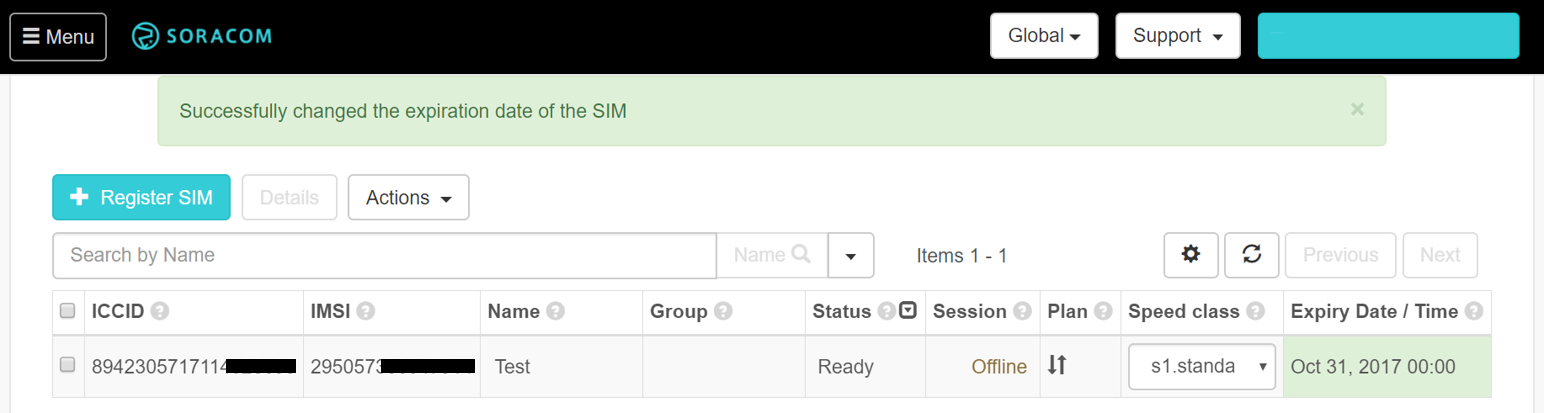 Menu SORACOM Global Support
Successfully changed the expiration date of the SIM ×
Register SIM Details Actions
Search by Name Name Items 1 - 1 Previous Next
ICCID IMSI Name Group Status Session Plan Speed class Expiry Date / Time
8942305717114 2950573 Test Ready Offline s1.standa Oct 31, 2017 00:00